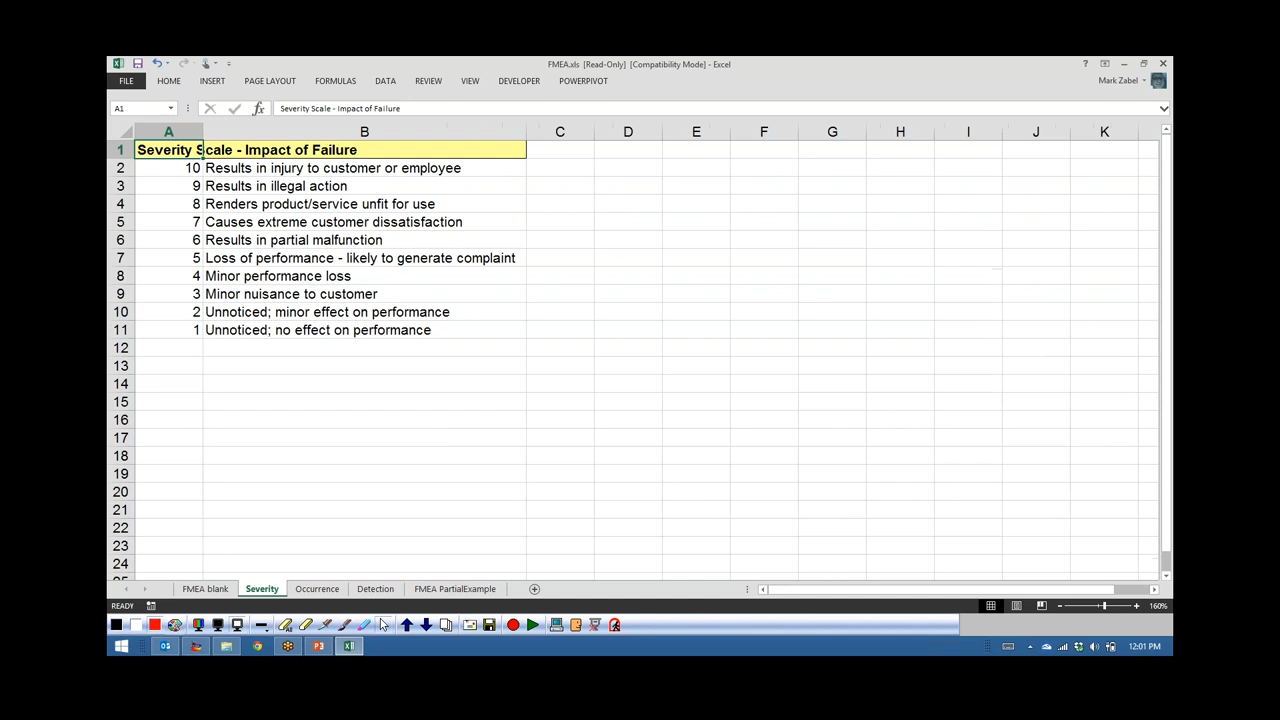 FMEA.xls [Read-Only] [Compatibility Mode] - Excel
?
FILE HOME INSERT PAGE LAYOUT FORMULAS DATA REVIEW VIEW DEVELOPER POWERPIVOT Mark Zabel
A1 fx Severity Scale - Impact of Failure
A B C D E F G H I J K
1 Severity Scale - Impact of Failure
2 10 Results in injury to customer or employee
3 9 Results in illegal action
4 8 Renders product/service unfit for use
5 7 Causes extreme customer dissatisfaction
6 6 Results in partial malfunction
7 5 Loss of performance - likely to generate complaint
8 4 Minor performance loss
9 3 Minor nuisance to customer
10 2 Unnoticed; minor effect on performance
11 1 Unnoticed; no effect on performance
12
13
14
15
16
17
18
19
20
21
22
23
24
25
FMEA blank Severity Occurrence Detection FMEA PartialExample
READY 160%
12:01 PM